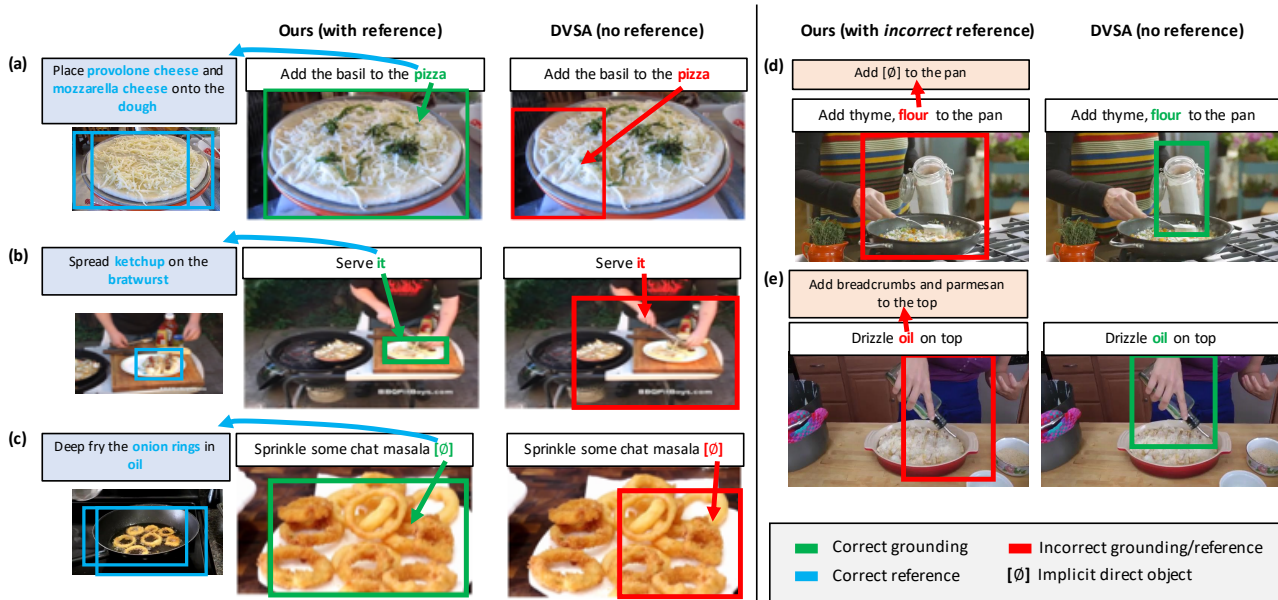 Ours (with reference)
DVSA (no reference)
(a)
Place provolone cheese and
mozzarella cheese onto the
dough
Add the basil to the pizza
Add the basil to the pizza
(b)
Spread ketchup on the
bratwurst
Serve it
Serve it
BBQPitBoys.com
BBQPitBoys.com
(c)
Deep fry the onion rings in
oil
Sprinkle some chat masala [Ø]
Sprinkle some chat masala [Ø]
Ours (with incorrect reference)
DVSA (no reference)
(d)
Add [Ø] to the pan
Add thyme, flour to the pan
Add thyme, flour to the pan
(e)
Add breadcrumbs and parmesan
to the top
Drizzle oil on top
Drizzle oil on top
Correct grounding
Incorrect grounding/reference
Correct reference
[Ø] Implicit direct object